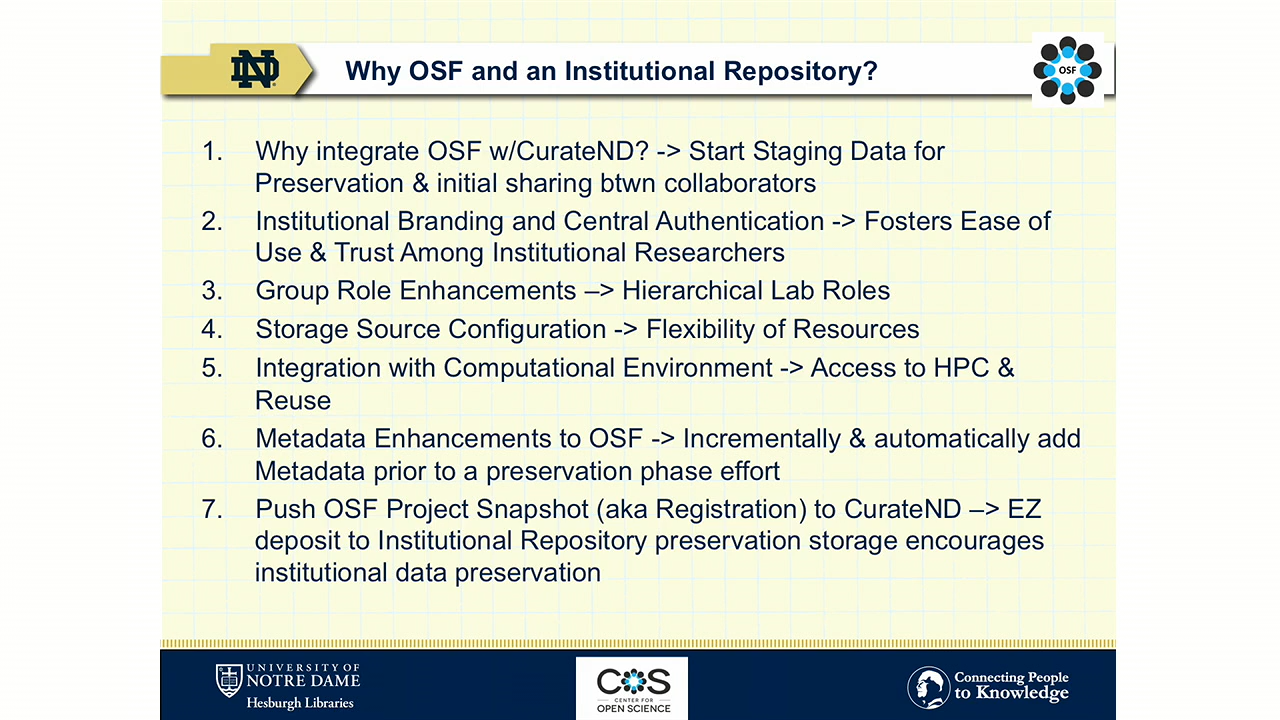 ND
Why OSF and an Institutional Repository?
OSF
1. Why integrate OSF w/CurateND? -> Start Staging Data for
Preservation & initial sharing btwn collaborators
2. Institutional Branding and Central Authentication -> Fosters Ease of
Use & Trust Among Institutional Researchers
3. Group Role Enhancements –> Hierarchical Lab Roles
4. Storage Source Configuration -> Flexibility of Resources
5. Integration with Computational Environment -> Access to HPC &
Reuse
6. Metadata Enhancements to OSF -> Incrementally & automatically add
Metadata prior to a preservation phase effort
7. Push OSF Project Snapshot (aka Registration) to CurateND –> EZ
deposit to Institutional Repository preservation storage encourages
institutional data preservation
UNIVERSITY OF
NOTRE DAME
Hesburgh Libraries
COS
CENTER FOR
OPEN SCIENCE
Connecting People
to Knowledge